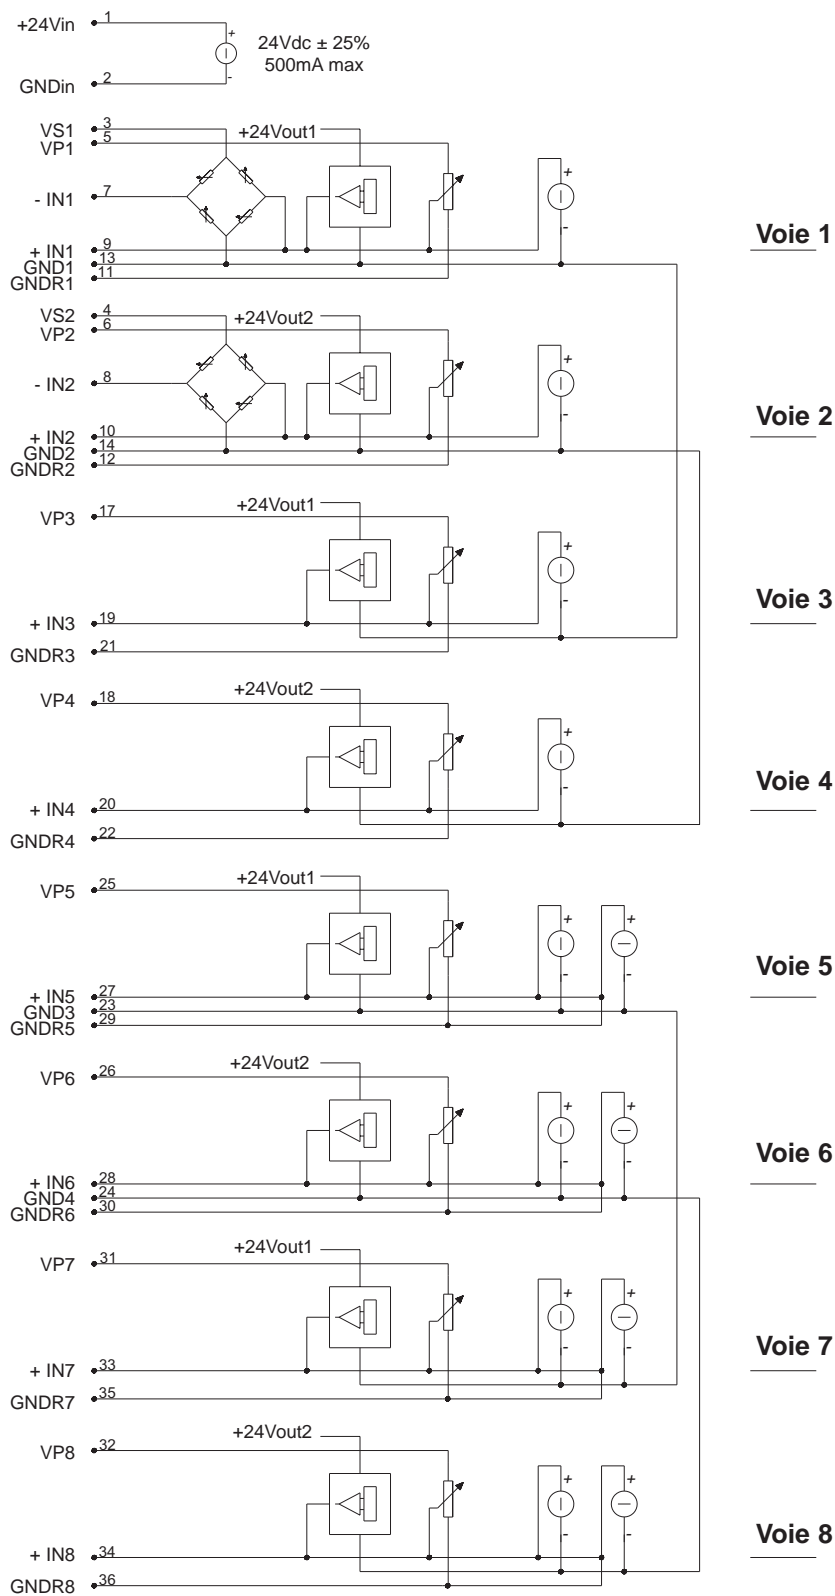 +24Vin 1
+
24Vdc ± 25%
500mA max
-
GNDin 2
VS1 3
+24Vout1
VP1 5
+
- IN1 7
-
Voie 1
+ IN1 9
GND1 13
GNDR1 11
VS2 4
+24Vout2
VP2 6
+
- IN2 8
-
Voie 2
+ IN2 10
GND2 14
GNDR2 12
+24Vout1
VP3 17
+
-
Voie 3
+ IN3 19
GNDR3 21
+24Vout2
VP4 18
+
-
Voie 4
+ IN4 20
GNDR4 22
+24Vout1
VP5 25
+ +
- -
Voie 5
+ IN5 27
GND3 23
GNDR5 29
+24Vout2
VP6 26
+ +
- -
Voie 6
+ IN6 28
GND4 24
GNDR6 30
+24Vout1
VP7 31
+ +
- -
Voie 7
+ IN7 33
GNDR7 35
+24Vout2
VP8 32
+ +
- -
Voie 8
+ IN8 34
GNDR8 36